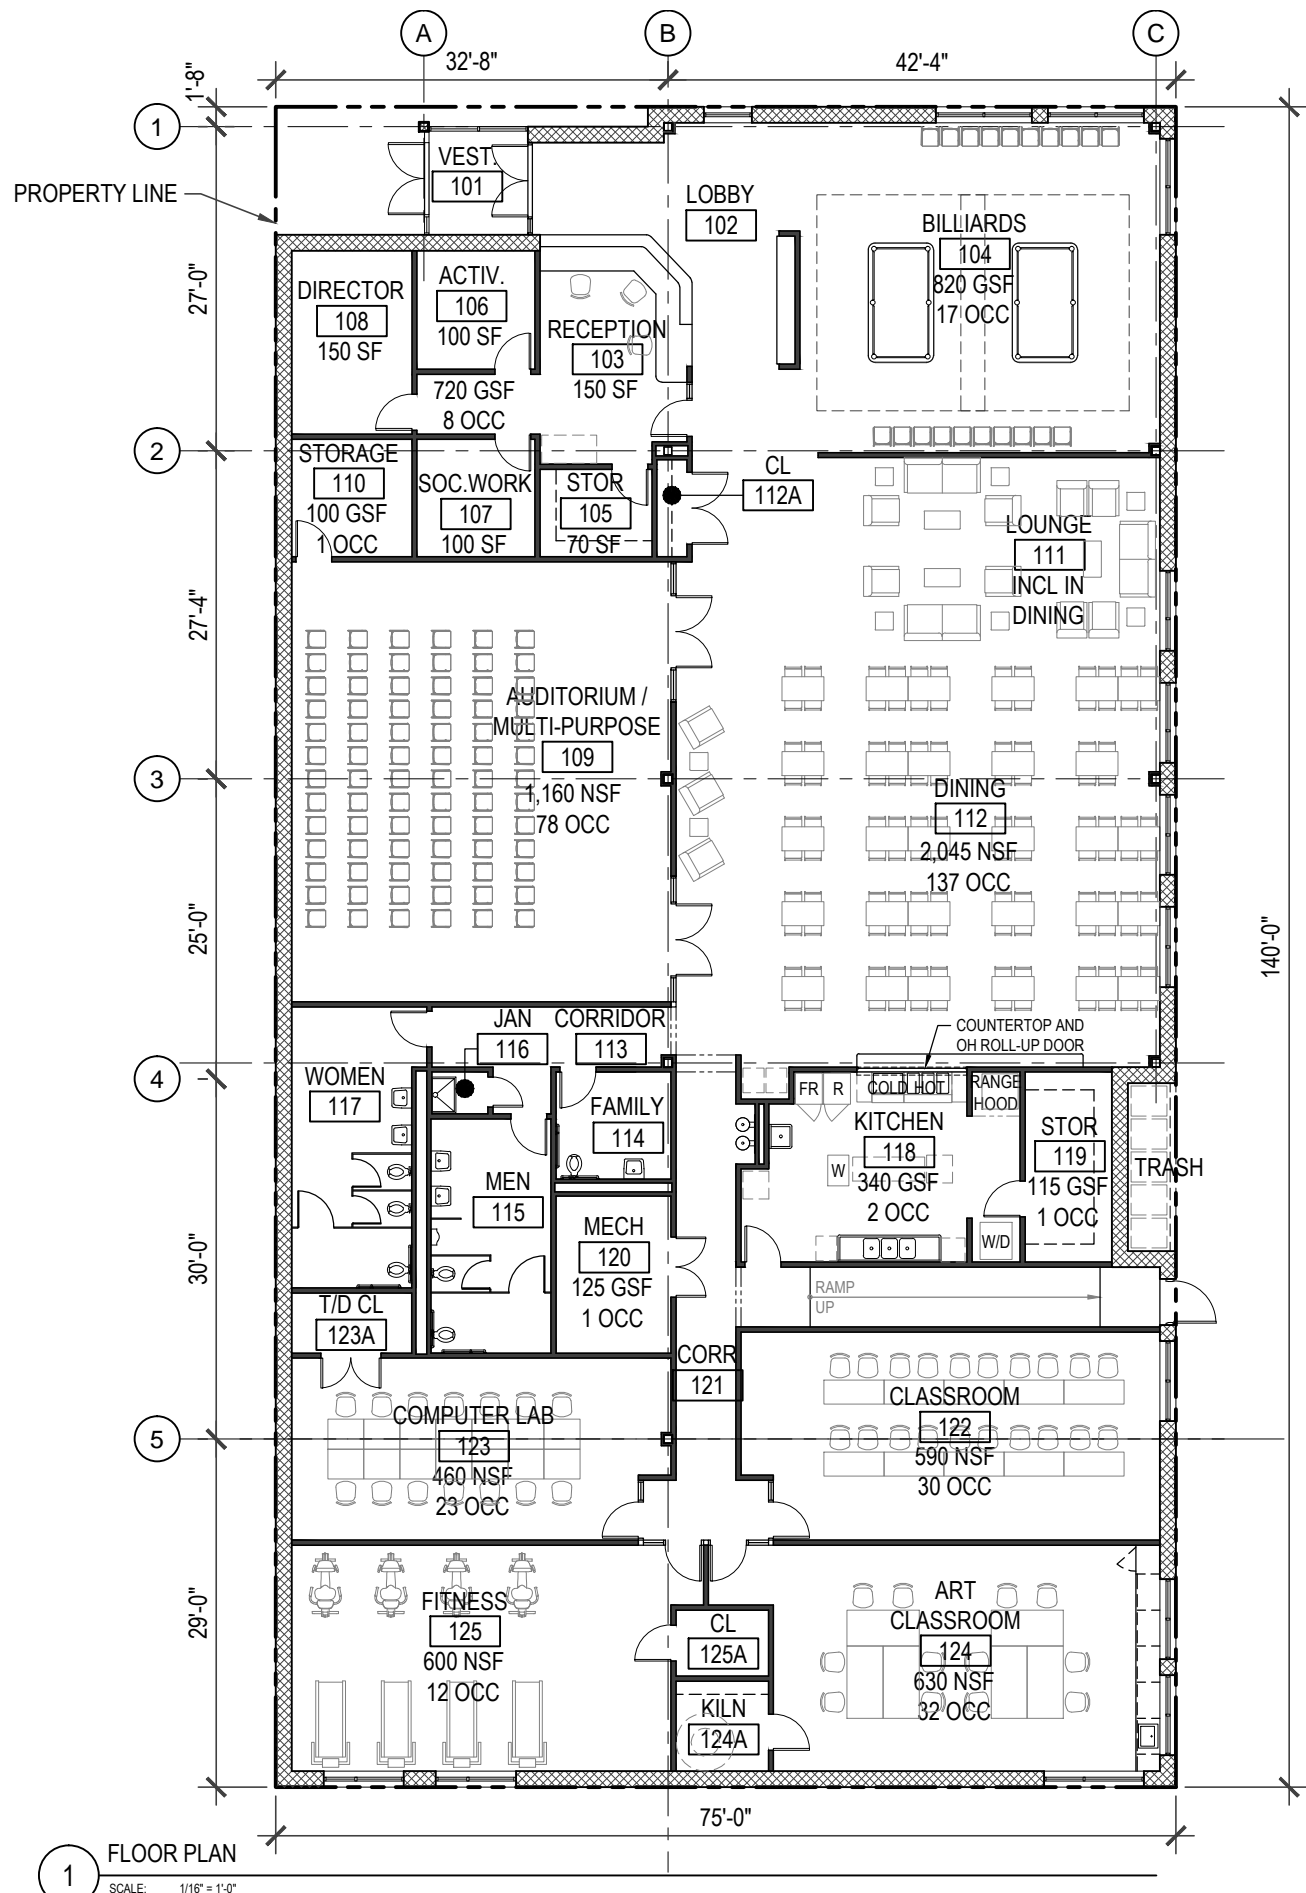 A
B
C
32'-8"
42'-4"
1'-8"
1
PROPERTY LINE
VEST.
101
LOBBY
102
BILLIARDS
104
820 GSF
17 OCC
27'-0"
DIRECTOR
108
150 SF
ACTIV.
106
100 SF
RECEPTION
103
150 SF
720 GSF
8 OCC
2
STORAGE
110
100 GSF
1 OCC
SOC.WORK
107
100 SF
STOR
105
70 SF
CL
112A
LOUNGE
111
INCL IN
DINING
27'-4"
AUDITORIUM /
MULTI-PURPOSE
109
1,160 NSF
78 OCC
3
DINING
112
2,045 NSF
137 OCC
25'-0"
140'-0"
JAN
116
CORRIDOR
113
COUNTERTOP AND
OH ROLL-UP DOOR
4
WOMEN
117
FAMILY
114
FR
R
COLD
HOT
RANGE
HOOD
KITCHEN
118
340 GSF
2 OCC
W
STOR
119
115 GSF
1 OCC
TRASH
MEN
115
MECH
120
125 GSF
1 OCC
W/D
30'-0"
RAMP
UP
T/D CL
123A
CORR
121
COMPUTER LAB
123
460 NSF
23 OCC
CLASSROOM
122
590 NSF
30 OCC
5
29'-0"
FITNESS
125
600 NSF
12 OCC
CL
125A
ART
CLASSROOM
124
630 NSF
32 OCC
KILN
124A
75'-0"
1
FLOOR PLAN
SCALE: 1/16" = 1'-0"